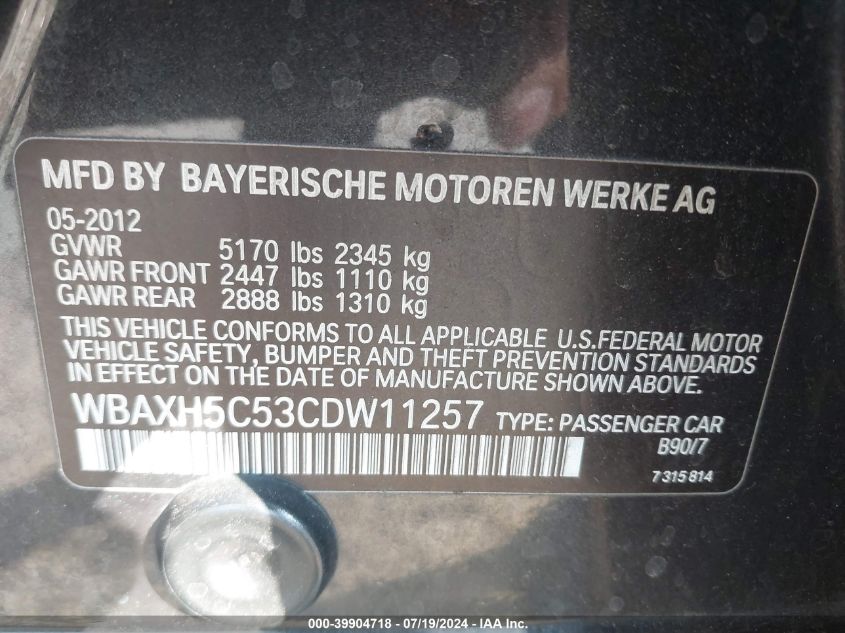 MFD BY BAYERISCHE MOTOREN WERKE AG
05-2012
GVWR 5170 lbs 2345 kg
GAWR FRONT 2447 lbs 1110 kg
GAWR REAR 2888 lbs 1310 kg
THIS VEHICLE CONFORMS TO ALL APPLICABLE U.S.FEDERAL MOTOR
VEHICLE SAFETY, BUMPER AND THEFT PREVENTION STANDARDS
IN EFFECT ON THE DATE OF MANUFACTURE SHOWN ABOVE.
WBAXH5C53CDW11257 TYPE: PASSENGER CAR
B90/7
7315814
000-39904718 - 07/19/2024 - IAA Inc.